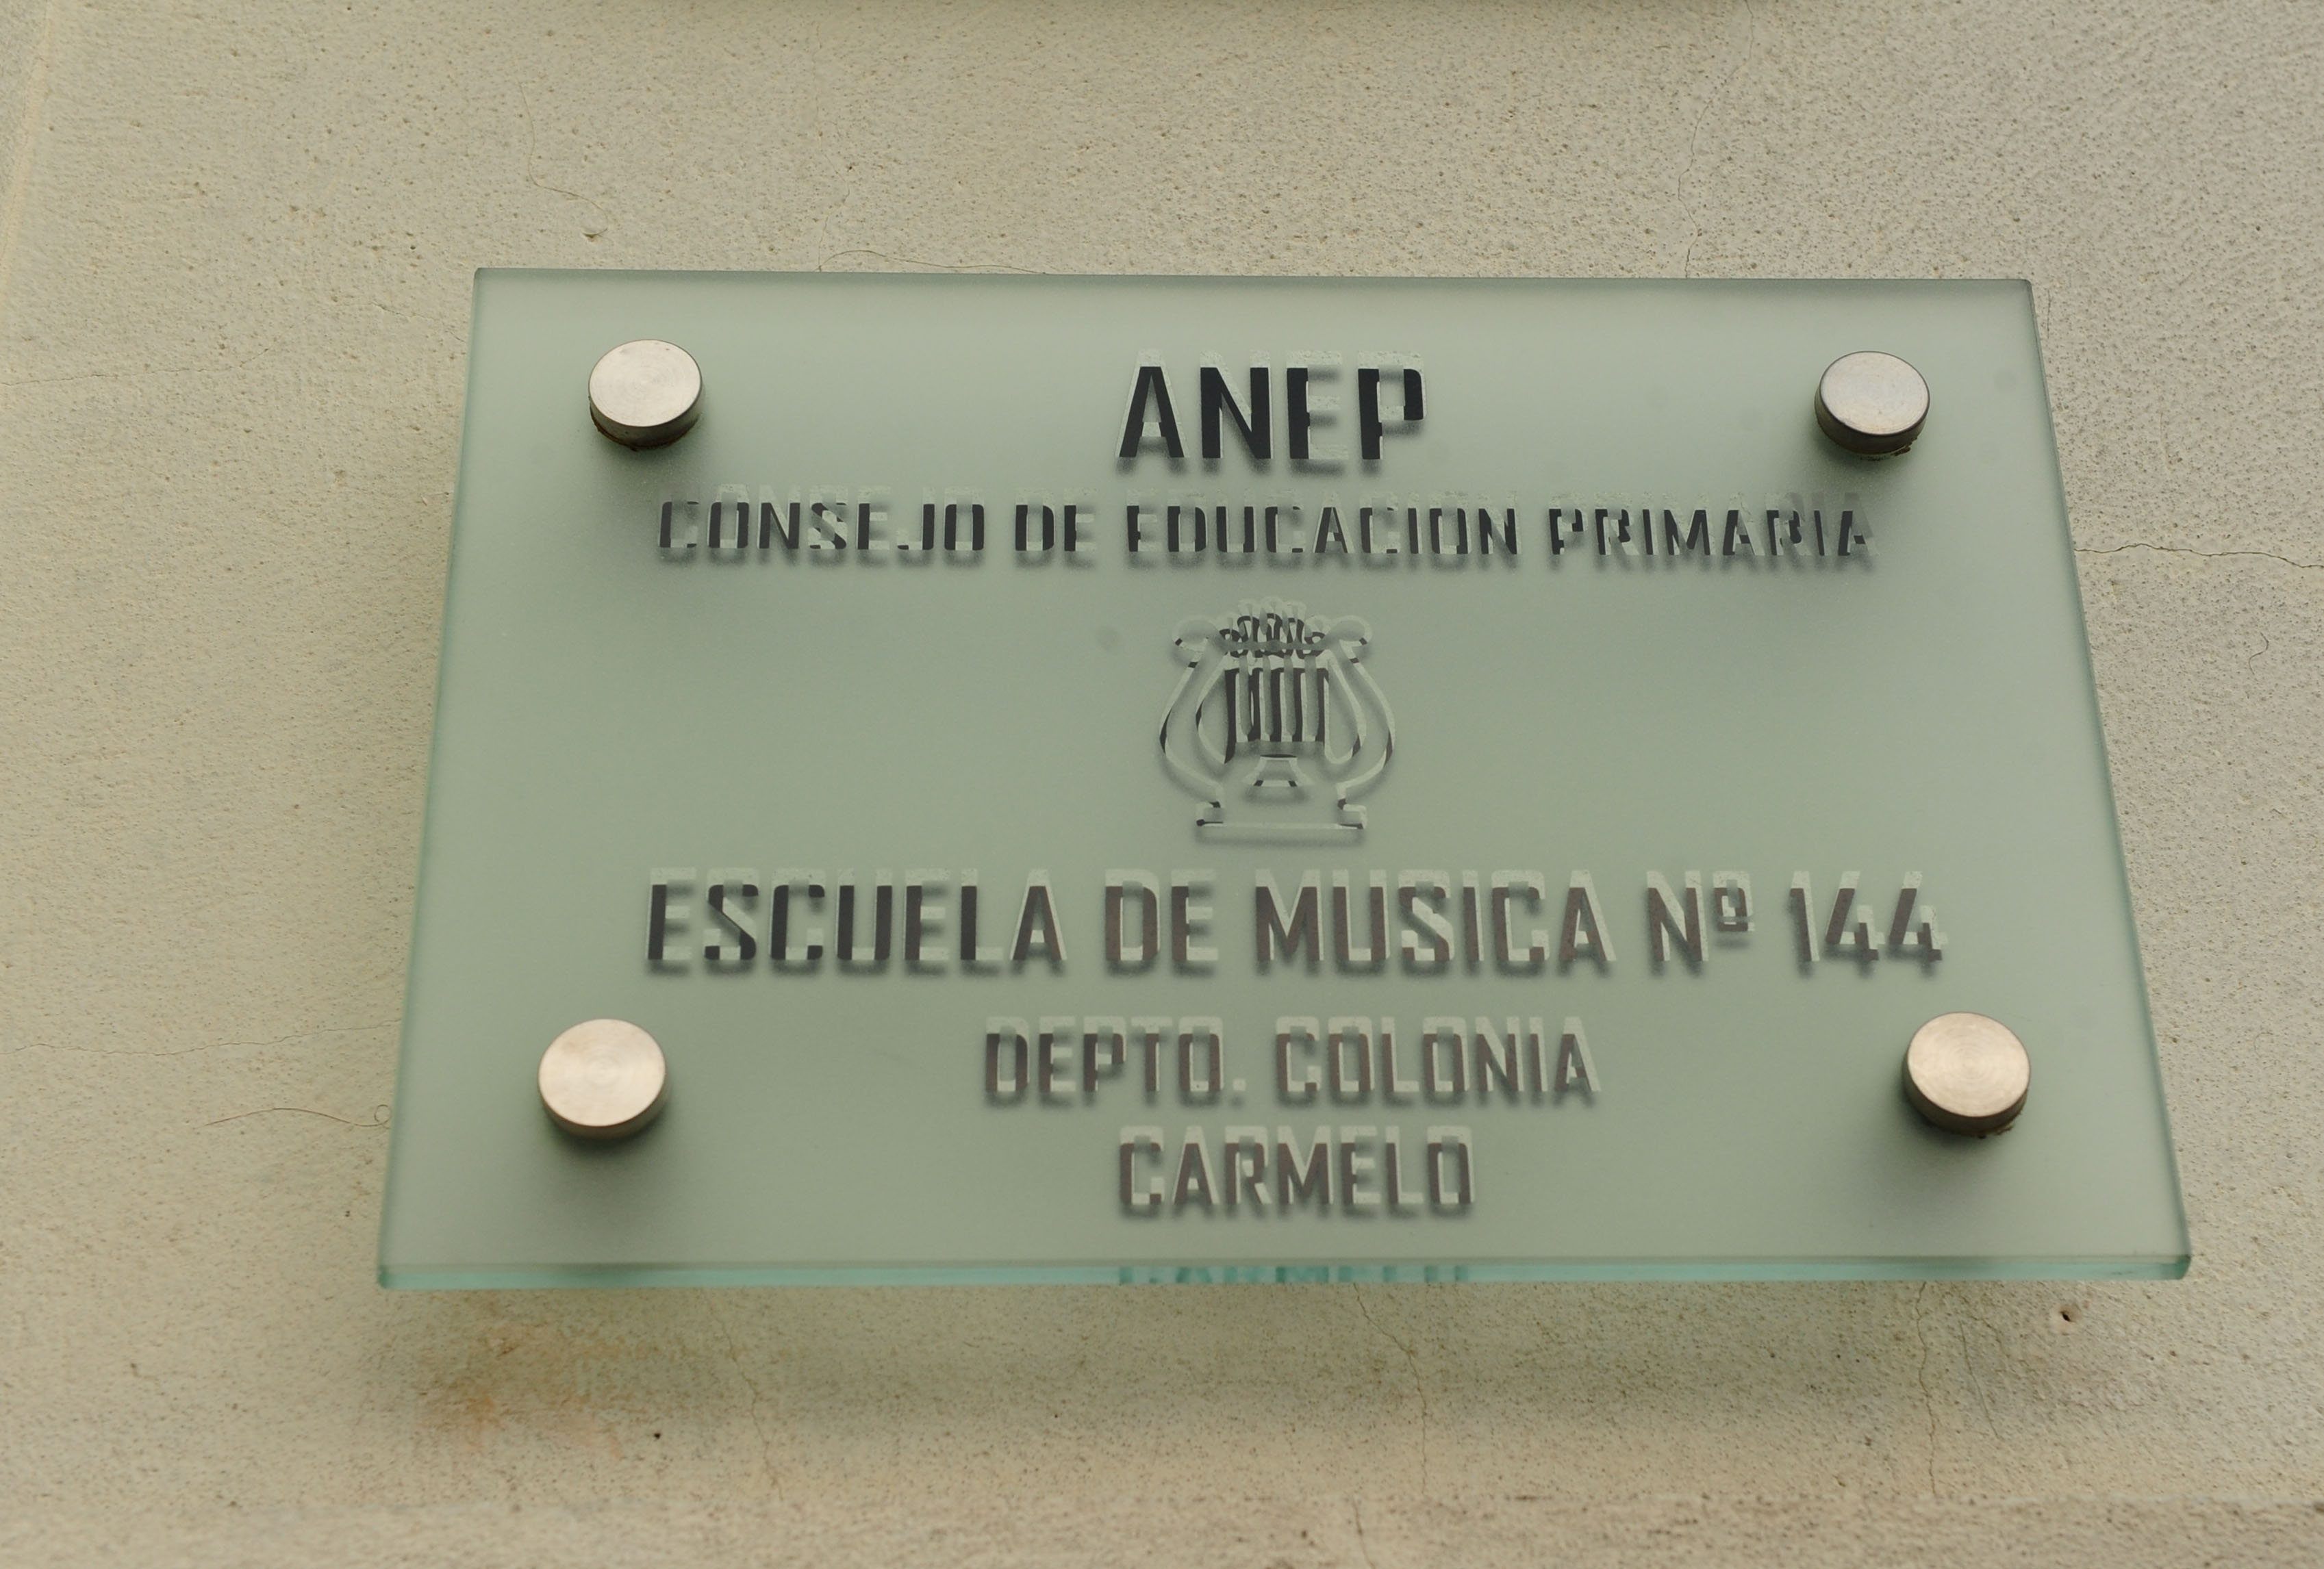 ANEP
CONSEJO DE EDUCACION PRIMARIA
ESCUELA DE MUSICA Nº 144
DEPTO. COLONIA
CARMELO